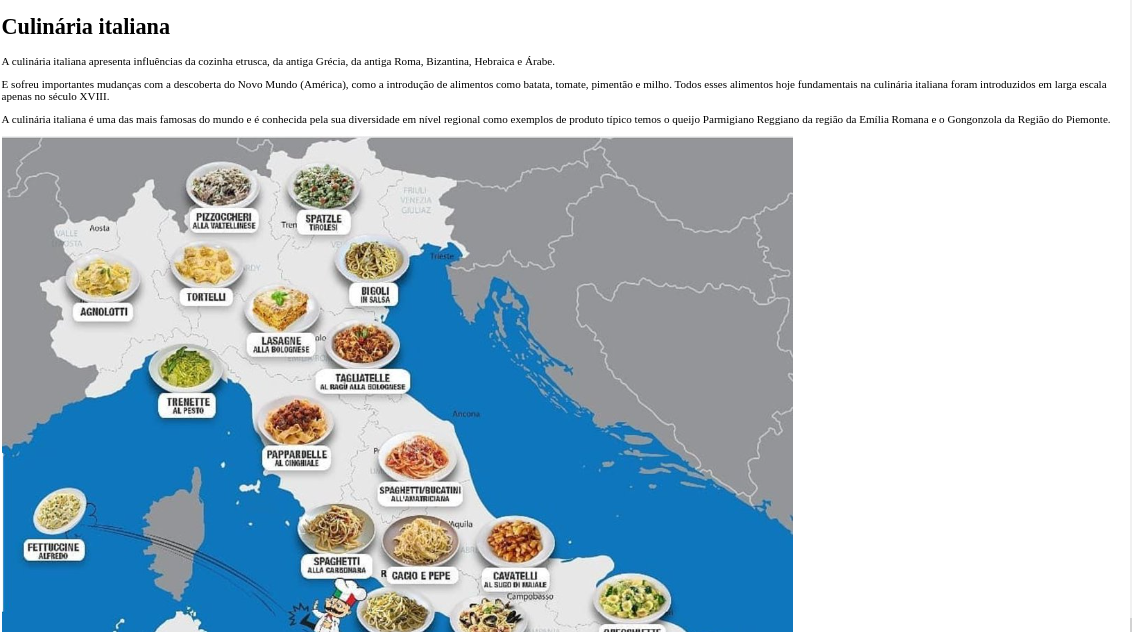 Culinária italiana
A culinária italiana apresenta influências da cozinha etrusca, da antiga Grécia, da antiga Roma, Bizantina, Hebraica e Árabe.
E sofreu importantes mudanças com a descoberta do Novo Mundo (América), como a introdução de alimentos como batata, tomate, pimentão e milho. Todos esses alimentos hoje fundamentais na culinária italiana foram introduzidos em larga escala
apenas no século XVIII.
A culinária italiana é uma das mais famosas do mundo e é conhecida pela sua diversidade em nível regional como exemplos de produto típico temos o queijo Parmigiano Reggiano da região da Emília Romana e o Gongonzola da Região do Piemonte.
PIZZOCCHERI
ALLA VALTELLINESE
SPATZLE
TIROLESI
FRIULI
VENEZIA
GIULIAZ
Aosta
Tren
VALLE
Trieste
AGNOLOTTI
TORTELLI
BIGOLI
IN SALSA
LASAGNE
ALLA BOLOGNESE
TAGLIATELLE
AL RAGÙ ALLA BOLOGNESE
TRENETTE
AL PESTO
Ancona
PAPPARDELLE
AL CINGHIALE
SPAGHETTI/BUCATINI
ALL'AMATRICIANA
FETTUCCINE
ALFREDO
L'Aquila
SPAGHETTI
ALLA CARBONARA
CACIO E PEPE
CAVATELLI
AL SUGO DI MAIALE
Campobasso